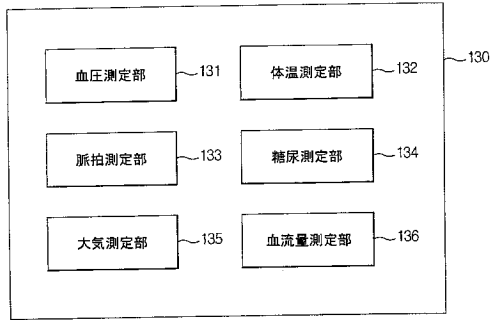 血圧測定部 131
体温測定部 132
130
脈拍測定部 133
糖尿測定部 134
大気測定部 135
血流量測定部 136